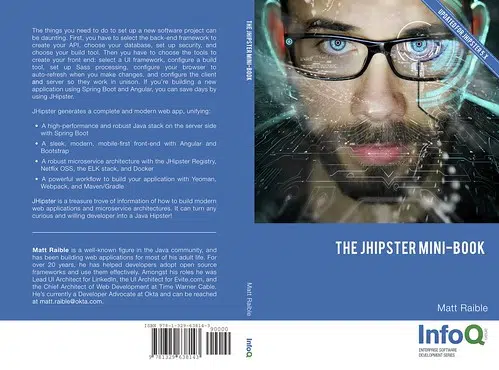 The things you need to do to set up a new software project can
be daunting. First, you have to select the back-end framework to
create your API, choose your database, set up security, and
choose your build tool. Then you have to choose the tools to
create your front end: select a UI framework, configure a build
tool, set up Sass processing, configure your browser to
auto-refresh when you make changes, and configure the client
and server so they work in unison. If you're building a new
application using Spring Boot and Angular, you can save days by
using JHipster.
JHipster generates a complete and modern web app, unifying:
• A high-performance and robust Java stack on the server side
with Spring Boot
• A sleek, modern, mobile-first front-end with Angular and
Bootstrap
• A robust microservice architecture with the JHipster Registry,
Netflix OSS, the ELK stack, and Docker
• A powerful workflow to build your application with Yeoman,
Webpack, and Maven/Gradle
JHipster is a treasure trove of information of how to build modern
web applications and microservice architectures. It can turn any
curious and willing developer into a Java Hipster!
Matt Raible is a well-known figure in the Java community, and
has been building web applications for most of his adult life. For
over 20 years, he has helped developers adopt open source
frameworks and use them effectively. Amongst his roles he was
Lead UI Architect for LinkedIn, the UI Architect for Evite.com, and
the Chief Architect of Web Development at Time Warner Cable.
He's currently a Developer Advocate at Okta and can be reached
at matt.raible@okta.com.
ISBN 978-1-329-63814-3
90000
9 781329 638143
THE JHIPSTER MINI-BOOK
Matt Raible
InfoQ
UPDATED FOR JHIPSTER 5.X
THE JHIPSTER MINI-BOOK
Matt Raible
InfoQ
ENTERPRISE SOFTWARE
DEVELOPMENT SERIES